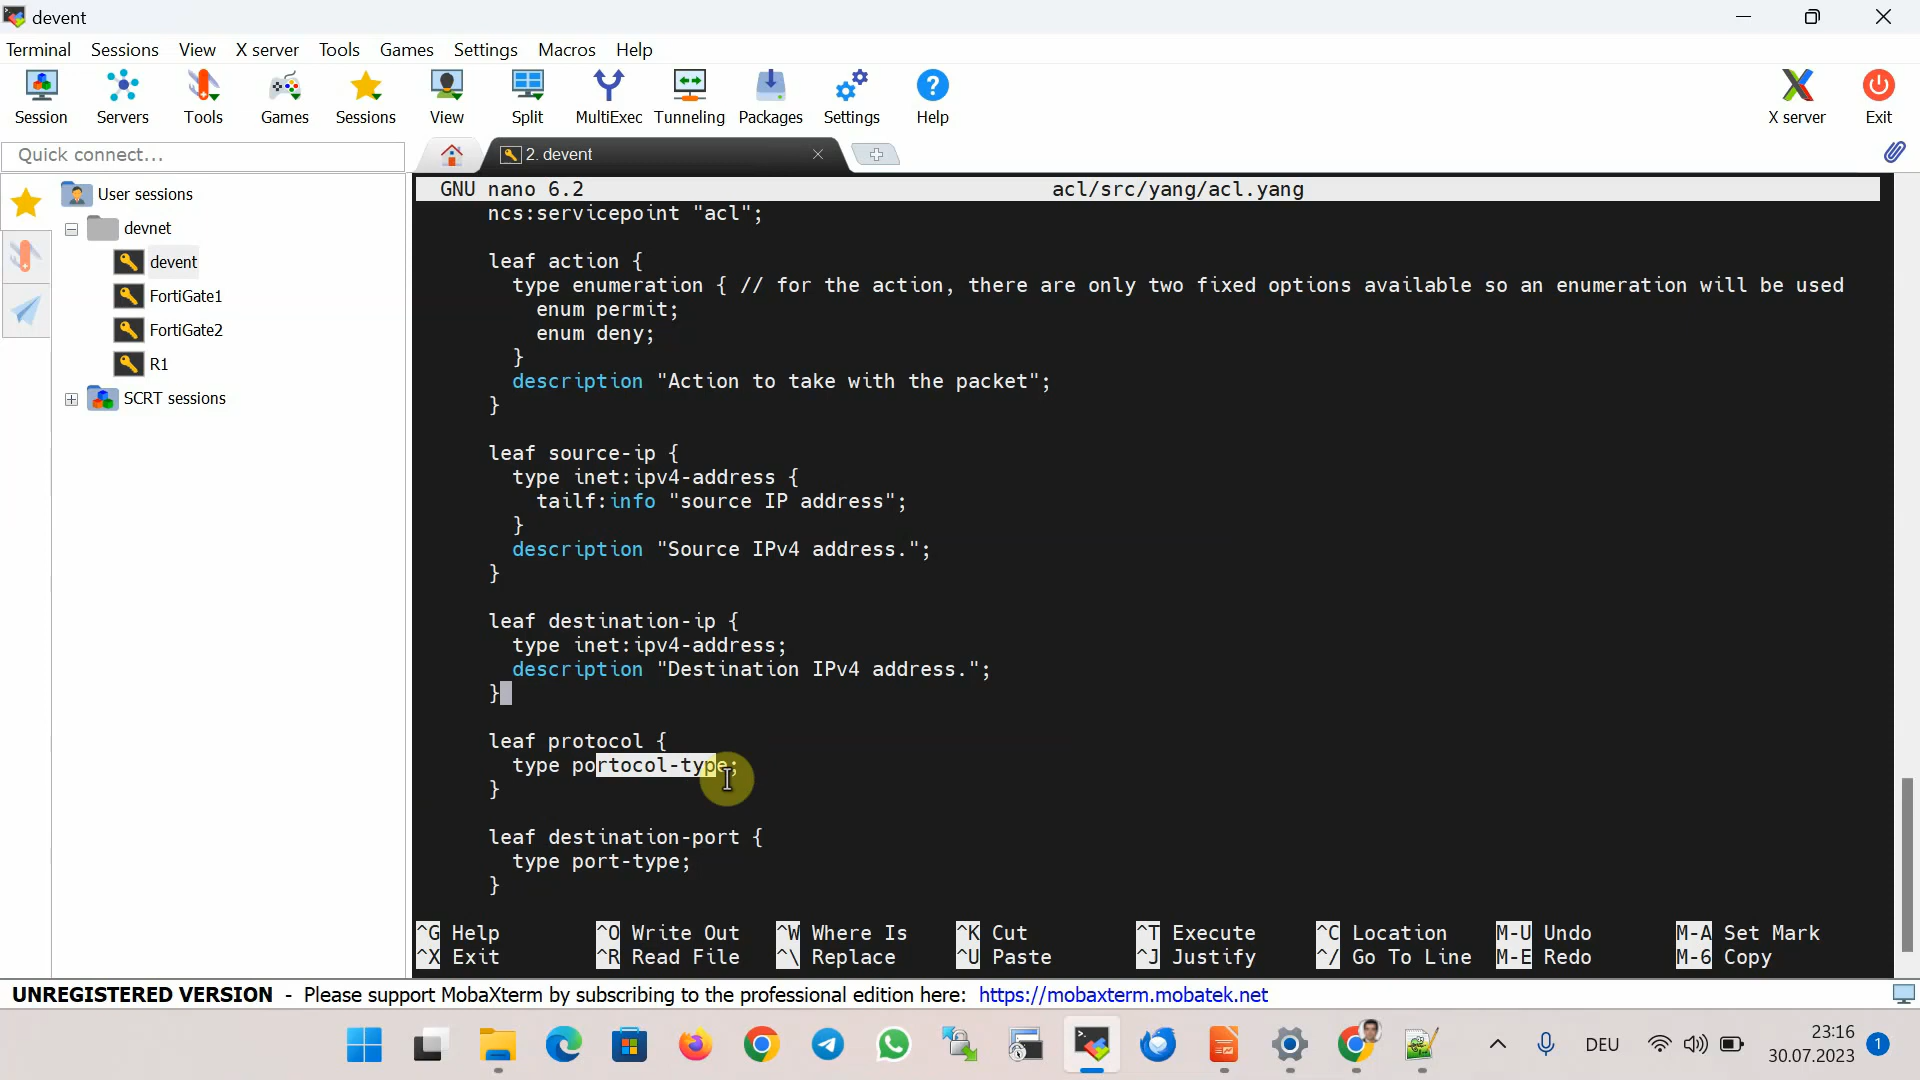 devent
Terminal Sessions View X server Tools Games Settings Macros Help
Session Servers Tools Games Sessions View Split MultiExec Tunneling Packages Settings Help X server Exit
Quick connect...
2. devent
User sessions
devnet
devent
FortiGate1
FortiGate2
R1
SCRT sessions
GNU nano 6.2 acl/src/yang/acl.yang
ncs:servicepoint "acl";
leaf action {
type enumeration { // for the action, there are only two fixed options available so an enumeration will be used
enum permit;
enum deny;
}
description "Action to take with the packet";
}
leaf source-ip {
type inet:ipv4-address {
tailf:info "source IP address";
}
description "Source IPv4 address.";
}
leaf destination-ip {
type inet:ipv4-address;
description "Destination IPv4 address.";
}
leaf protocol {
type portocol-type;
}
leaf destination-port {
type port-type;
}
^G Help ^O Write Out ^W Where Is ^K Cut ^T Execute ^C Location M-U Undo M-A Set Mark
^X Exit ^R Read File ^\ Replace ^U Paste ^J Justify ^/ Go To Line M-E Redo M-6 Copy
UNREGISTERED VERSION - Please support MobaXterm by subscribing to the professional edition here: https://mobaxterm.mobatek.net
DEU
23:16
30.07.2023
1